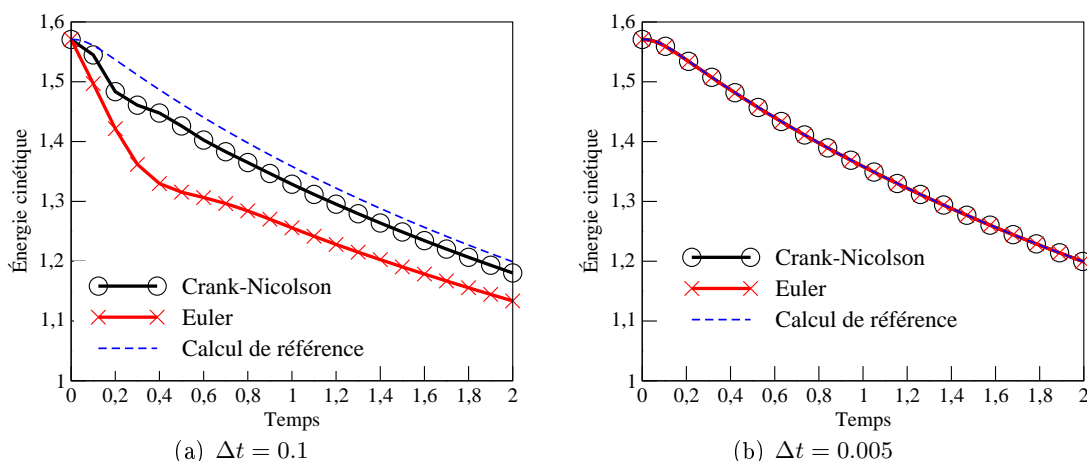 1,6
1,5
1,4
1,3
1,2
1,1
1
Énergie cinétique
Crank-Nicolson
Euler
Calcul de référence
0 0,2 0,4 0,6 0,8 1 1,2 1,4 1,6 1,8 2
Temps
(a) Δt = 0.1
1,6
1,5
1,4
1,3
1,2
1,1
1
Énergie cinétique
Crank-Nicolson
Euler
Calcul de référence
0 0,2 0,4 0,6 0,8 1 1,2 1,4 1,6 1,8 2
Temps
(b) Δt = 0.005